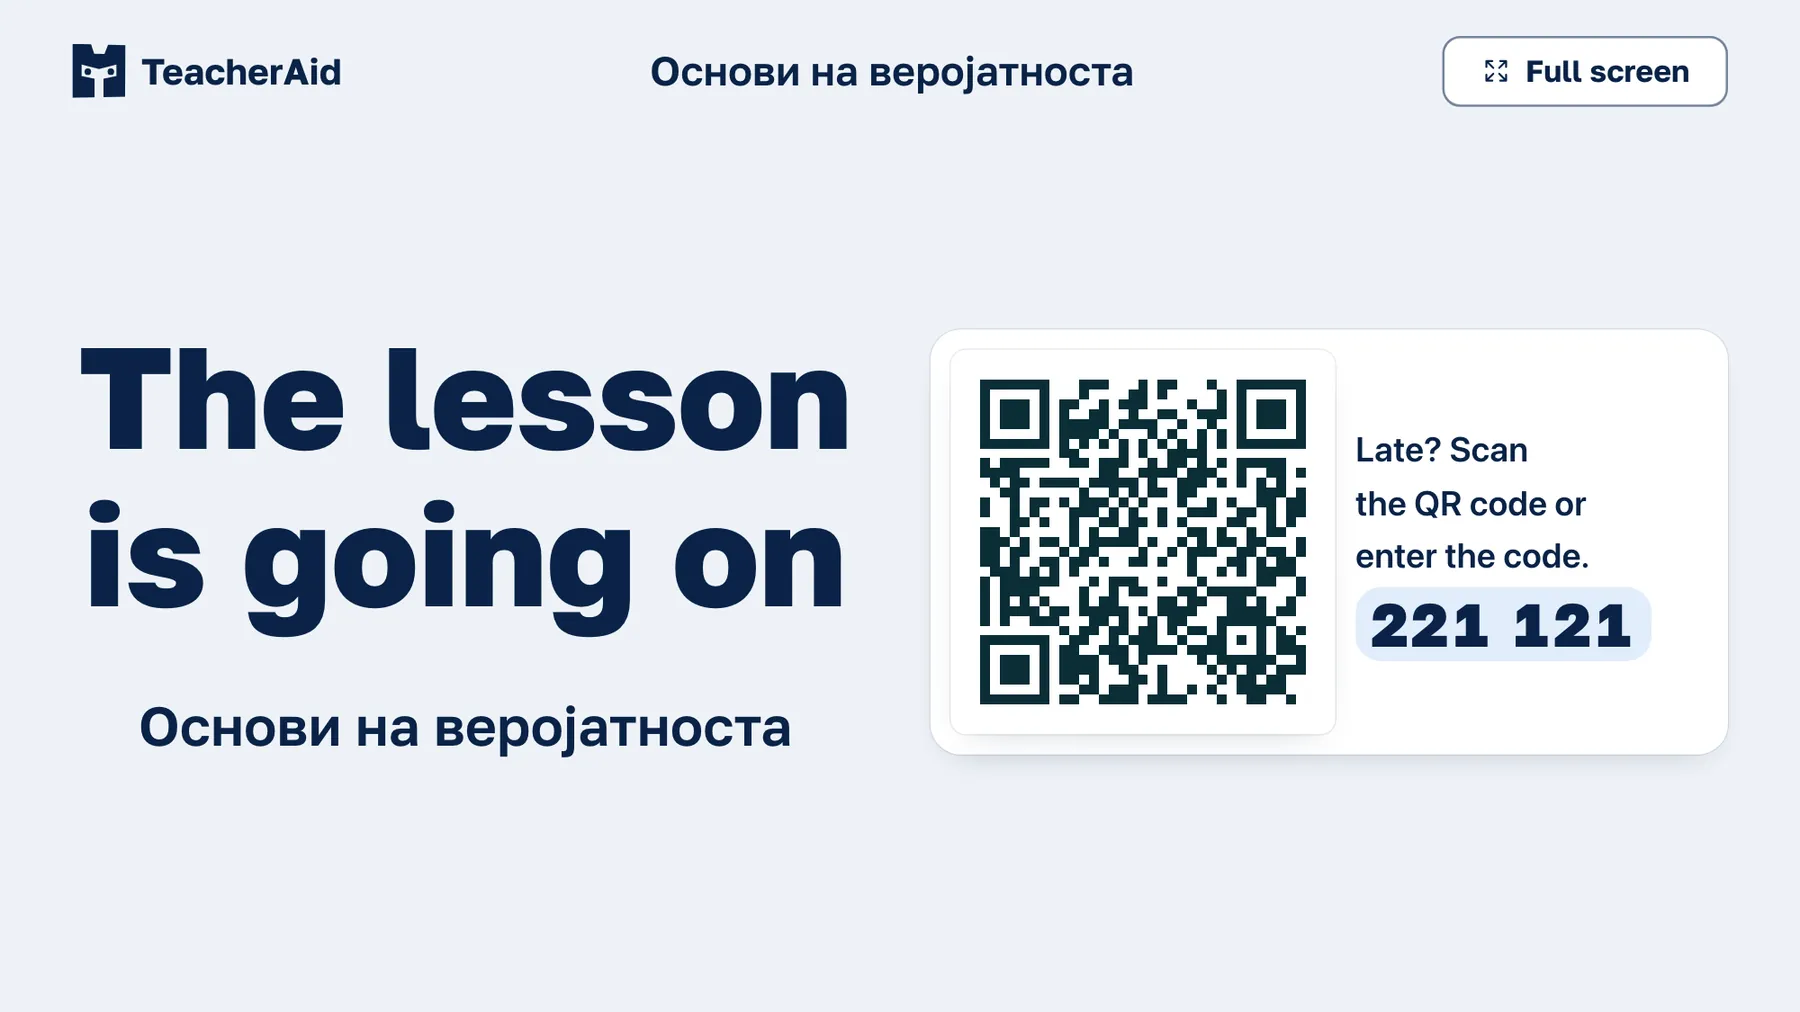 TeacherAid
Основи на веројатноста
Full screen
The lesson
is going on
Основи на веројатноста
Late? Scan
the QR code or
enter the code.
221 121